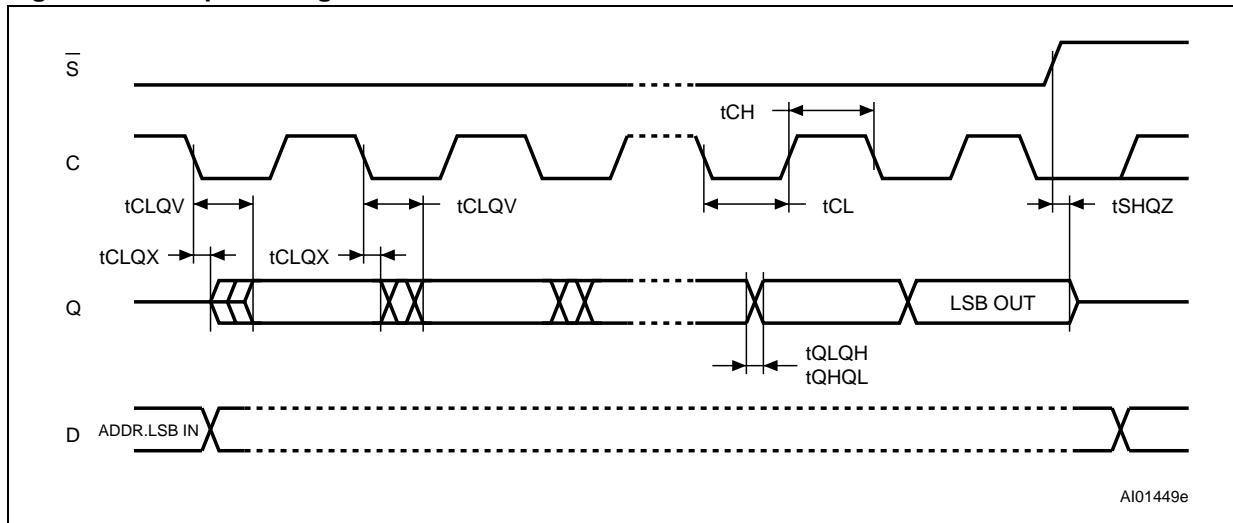 S
tCH
C
tCLQV
tCLQV
tCL
tSHQZ
tCLQX
tCLQX
Q
LSB OUT
tQLQH
tQHQL
D
ADDR.LSB IN
AI01449e